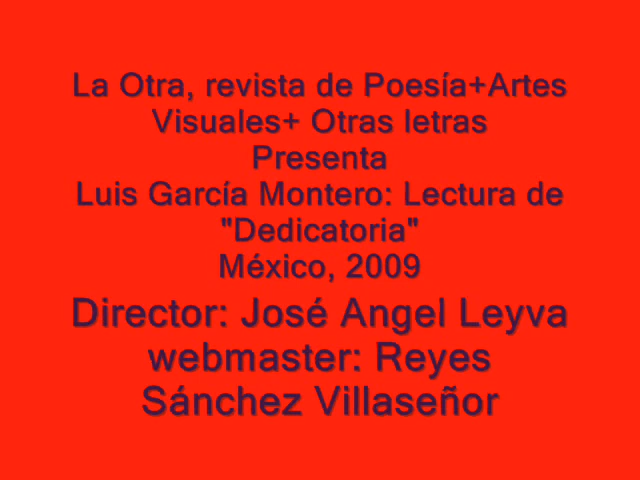 La Otra, revista de Poesía+Artes
Visuales+ Otras letras
Presenta
Luis García Montero: Lectura de
"Dedicatoria"
México, 2009
Director: José Angel Leyva
webmaster: Reyes
Sánchez Villaseñor